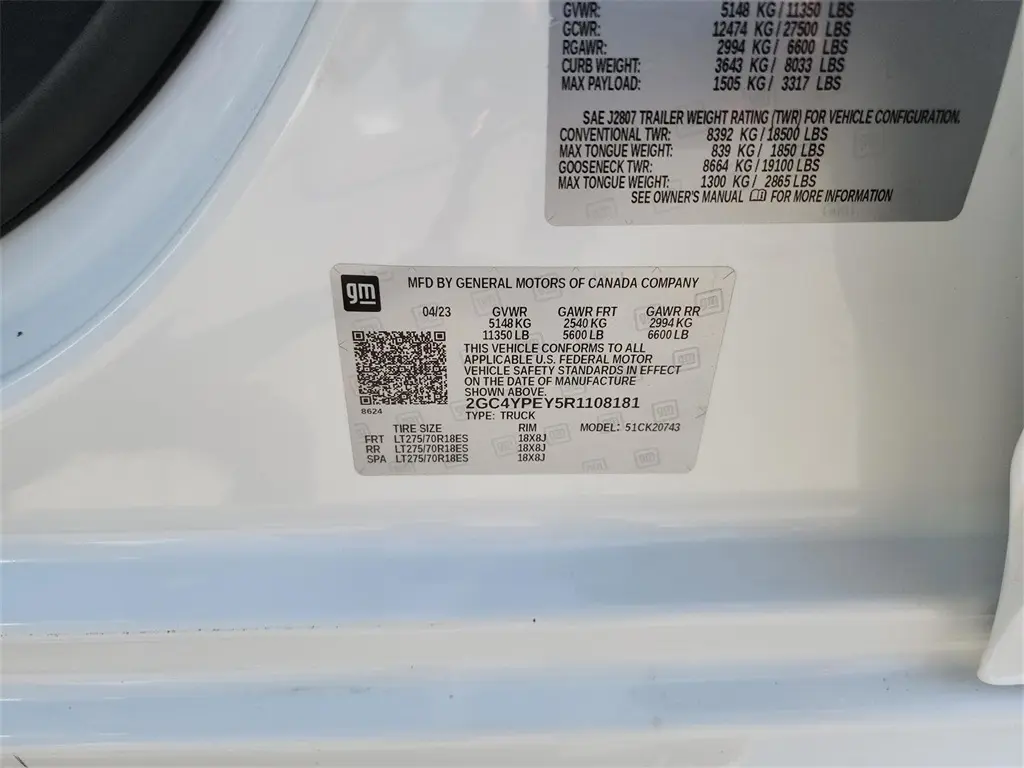 GVWR: 5148 KG / 11350 LBS
GCWR: 12474 KG / 27500 LBS
RGAWR: 2994 KG / 6600 LBS
CURB WEIGHT: 3643 KG / 8033 LBS
MAX PAYLOAD: 1505 KG / 3317 LBS
SAE J2807 TRAILER WEIGHT RATING (TWR) FOR VEHICLE CONFIGURATION.
CONVENTIONAL TWR: 8392 KG / 18500 LBS
MAX TONGUE WEIGHT: 839 KG / 1850 LBS
GOOSENECK TWR: 8664 KG / 19100 LBS
MAX TONGUE WEIGHT: 1300 KG / 2865 LBS
SEE OWNER'S MANUAL FOR MORE INFORMATION
gm
MFD BY GENERAL MOTORS OF CANADA COMPANY
04/23 GVWR GAWR FRT GAWR RR
5148 KG 2540 KG 2994 KG
11350 LB 5600 LB 6600 LB
THIS VEHICLE CONFORMS TO ALL
APPLICABLE U.S. FEDERAL MOTOR
VEHICLE SAFETY STANDARDS IN EFFECT
ON THE DATE OF MANUFACTURE
SHOWN ABOVE.
2GC4YPEY5R1108181
8624
TYPE: TRUCK
TIRE SIZE RIM MODEL: 51CK20743
FRT LT275/70R18ES 18X8J
RR LT275/70R18ES 18X8J
SPA LT275/70R18ES 18X8J